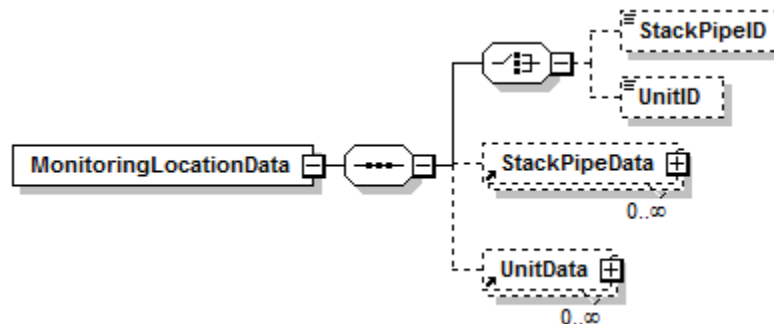 StackPipeID
UnitID
MonitoringLocationData
StackPipeData
0..∞
UnitData
0..∞